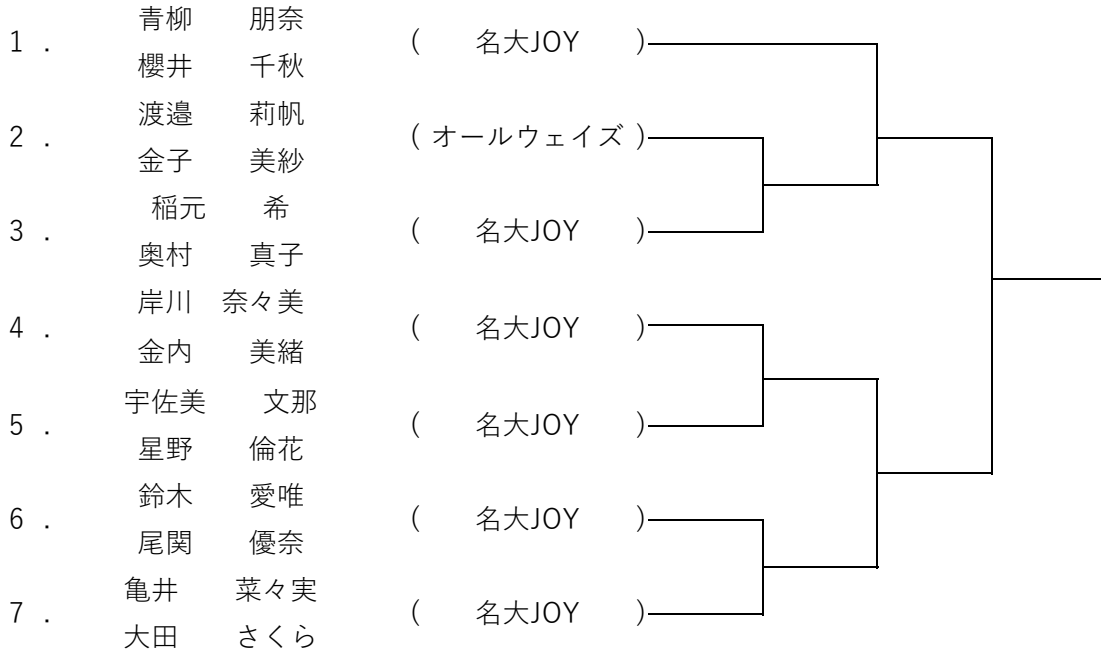 青柳 朋奈
1 . ( 名大JOY )
櫻井 千秋
渡邉 莉帆
2 . ( オールウェイズ )
金子 美紗
稲元 希
3 . ( 名大JOY )
奥村 真子
岸川 奈々美
4 . ( 名大JOY )
金内 美緒
宇佐美 文那
5 . ( 名大JOY )
星野 倫花
鈴木 愛唯
6 . ( 名大JOY )
尾関 優奈
亀井 菜々実
7 . ( 名大JOY )
大田 さくら